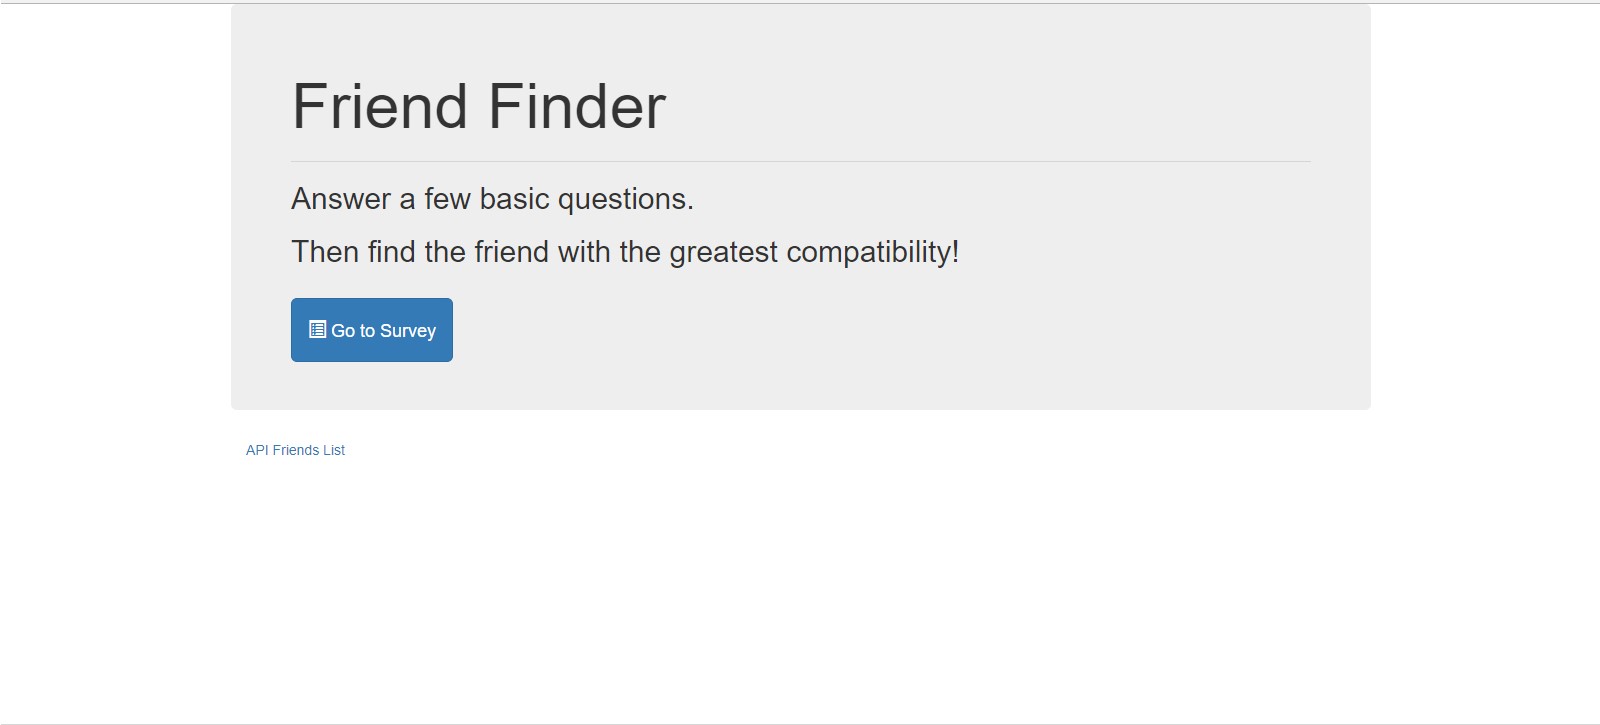 Friend Finder
Answer a few basic questions.
Then find the friend with the greatest compatibility!
Go to Survey
API Friends List